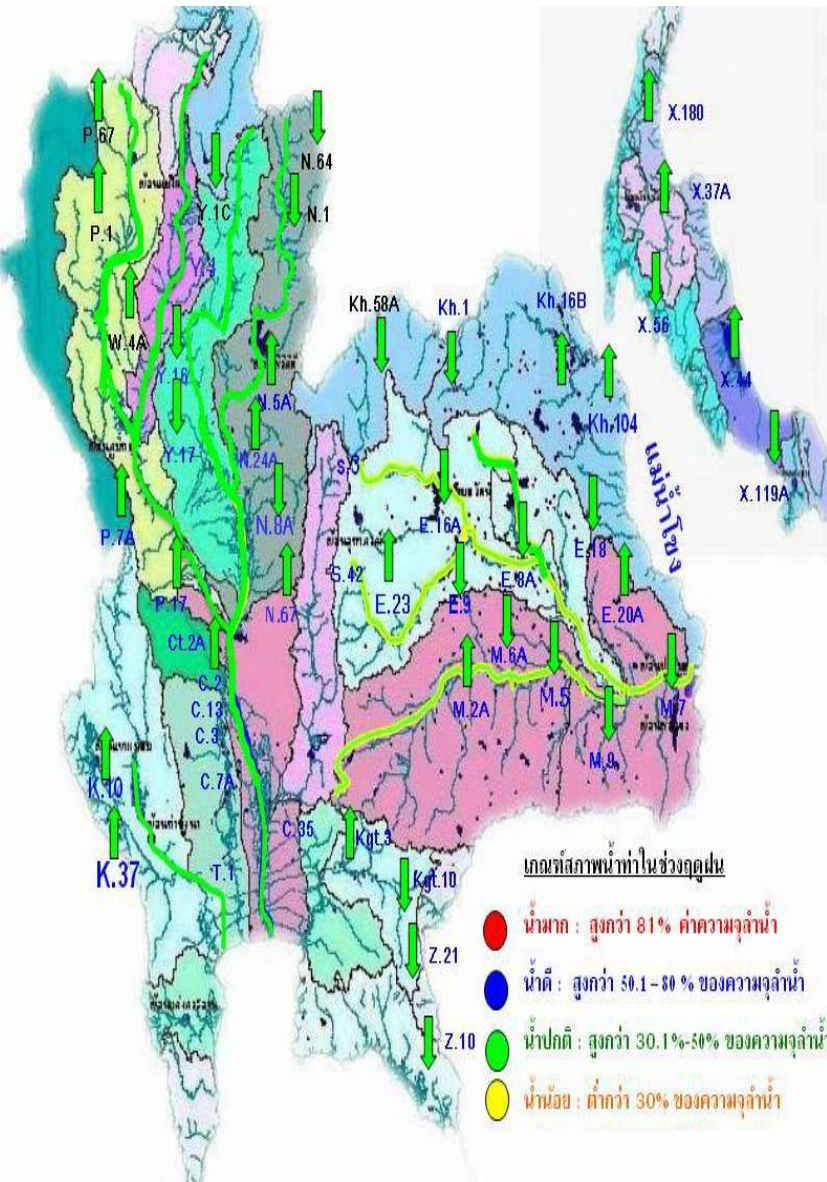 X.180
P.67
N.64
X.37A
Y.1C
N.1
P.1
Y.4
Kh.58A
Kh.1
Kh.16B
X.56
W.4A
Y.16
X.44
N.5A
Kh.104
Y.17
N.24A
s.3
แม่น้ำโขง
X.119A
P.7A
N.8A
E.16A
E.18
S.42
E.8A
P.17
N.67
E.23
E.9
E.20A
Ct.2A
M.6A
C.2
M.2A
M.5
M.7
C.13
C.3
M.9
C.7A
K.10
C.35
Kgt.3
K.37
T.1
Kgt.10
เกณฑ์สภาพน้ำท่าในช่วงฤดูฝน
น้ำมาก : สูงกว่า 81% ค่าความจุลำน้ำ
Z.21
น้ำดี : สูงกว่า 50.1-80 % ของความจุลำน้ำ
Z.10
น้ำปกติ : สูงกว่า 30.1%-50% ของความจุลำน้ำ
น้ำน้อย : ต่ำกว่า 30% ของความจุลำน้ำ